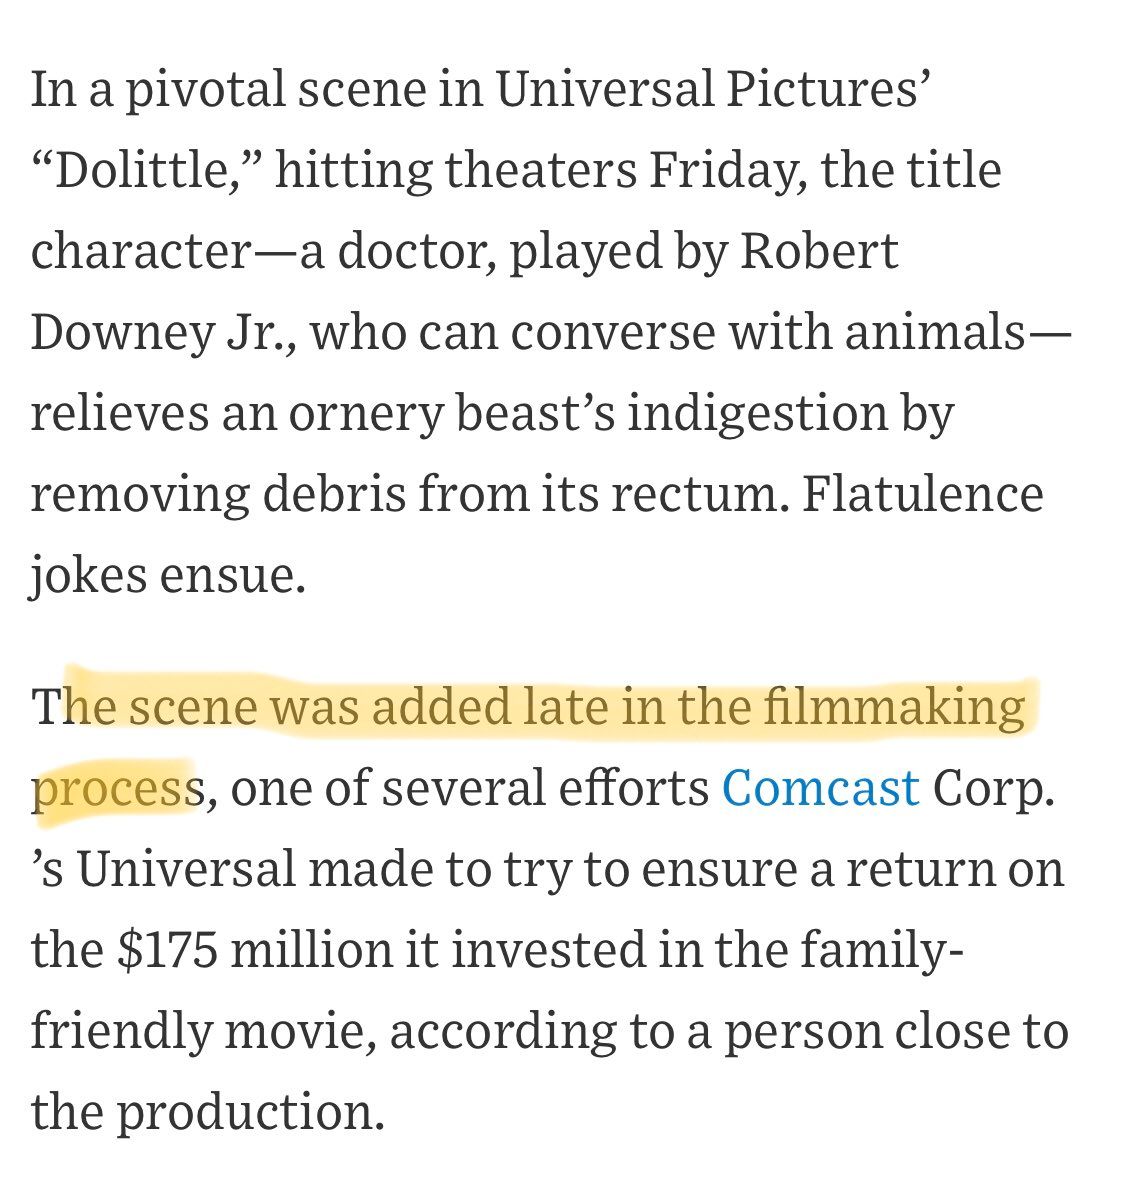 In a pivotal scene in Universal Pictures’
“Dolittle,” hitting theaters Friday, the title
character—a doctor, played by Robert
Downey Jr., who can converse with animals—
relieves an ornery beast’s indigestion by
removing debris from its rectum. Flatulence
jokes ensue.
The scene was added late in the filmmaking
process, one of several efforts Comcast Corp.
’s Universal made to try to ensure a return on
the $175 million it invested in the family-
friendly movie, according to a person close to
the production.